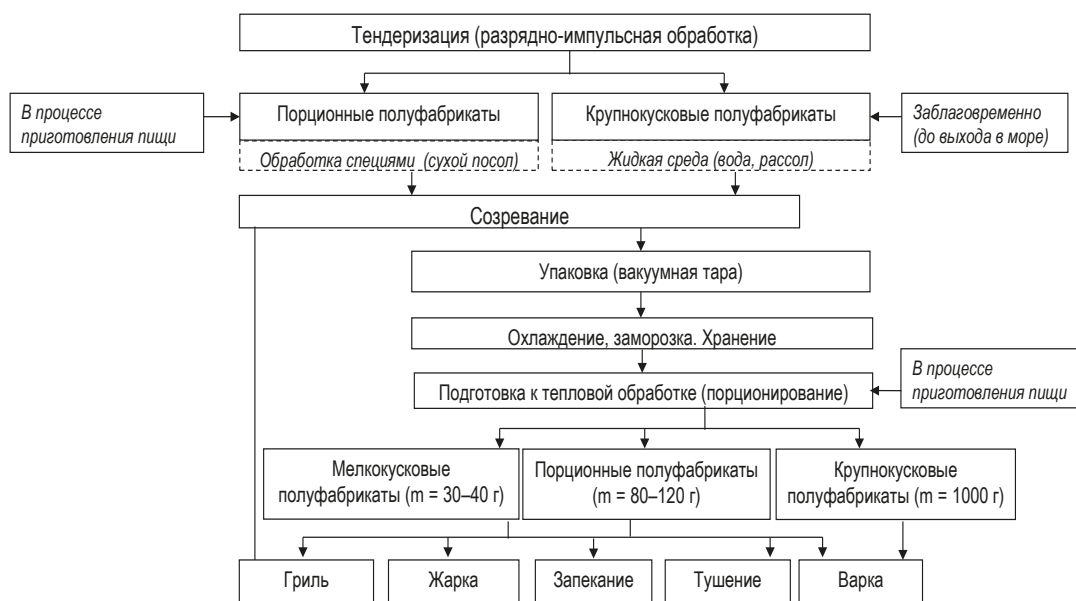 Тендеризация (разрядно-импульсная обработка)
В процессе
приготовления пищи
Порционные полуфабрикаты
Крупнокусковые полуфабрикаты
Заблаговременно
(до выхода в море)
Обработка специями (сухой посол)
Жидкая среда (вода, рассол)
Созревание
Упаковка (вакуумная тара)
Охлаждение, заморозка. Хранение
Подготовка к тепловой обработке (порционирование)
В процессе
приготовления пищи
Мелкокусковые
полуфабрикаты (m = 30–40 г)
Порционные полуфабрикаты
(m = 80–120 г)
Крупнокусковые
полуфабрикаты (m = 1000 г)
Гриль
Жарка
Запекание
Тушение
Варка